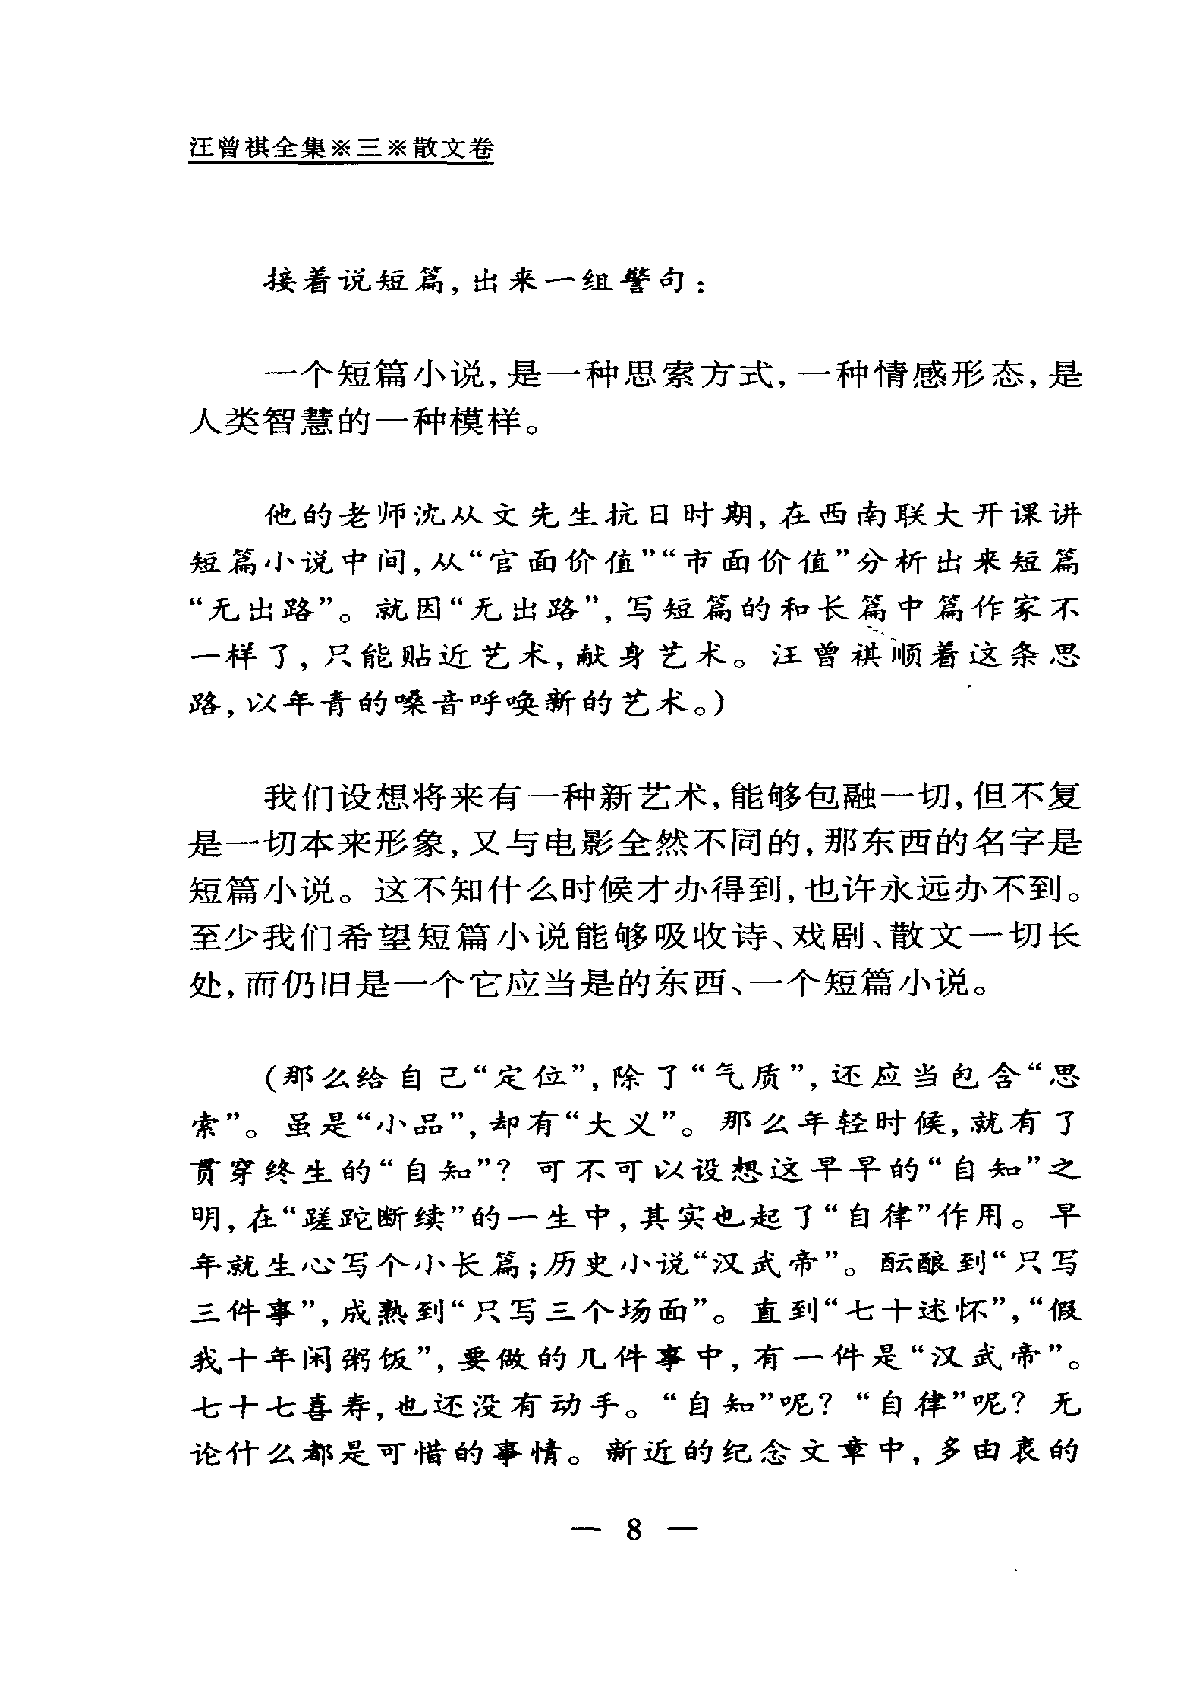 汪曾祺全集※三※散文卷
接着说短篇,出来一组警句:
一个短篇小说,是一种思索方式,一种情感形态,是
人类智慧的一种模样。
他的老师沈从文先生抗日时期,在西南联大开课讲
短篇小说中间,从“官面价值”“市面价值”分析出来短篇
“无出路”。就因“无出路”,写短篇的和长篇中篇作家不
一样了,只能贴近艺术,献身艺术。汪曾祺顺着这条思
路,以年青的嗓音呼唤新的艺术。)
我们设想将来有一种新艺术,能够包融一切,但不复
是一切本来形象,又与电影全然不同的,那东西的名字是
短篇小说。这不知什么时候才办得到,也许永远办不到。
至少我们希望短篇小说能够吸收诗、戏剧、散文一切长
处,而仍旧是一个它应当是的东西、一个短篇小说。
(那么给自己“定位”,除了“气质”,还应当包含“思
索”。虽是“小品”,却有“大义”。那么年轻时候,就有了
贯穿终生的“自知”?可不可以设想这早早的“自知”之
明,在“蹉跎断续”的一生中,其实也起了“自律”作用。早
年就生心写个小长篇;历史小说“汉武帝”。酝酿到“只写
三件事”,成熟到“只写三个场面”。直到“七十述怀”,“假
我十年闲粥饭”,要做的几件事中,有一件是“汉武帝”。
七十七喜寿,也还没有动手。“自知”呢?“自律”呢?无
论什么都是可惜的事情。新近的纪念文章中,多由衷的
— 8 —